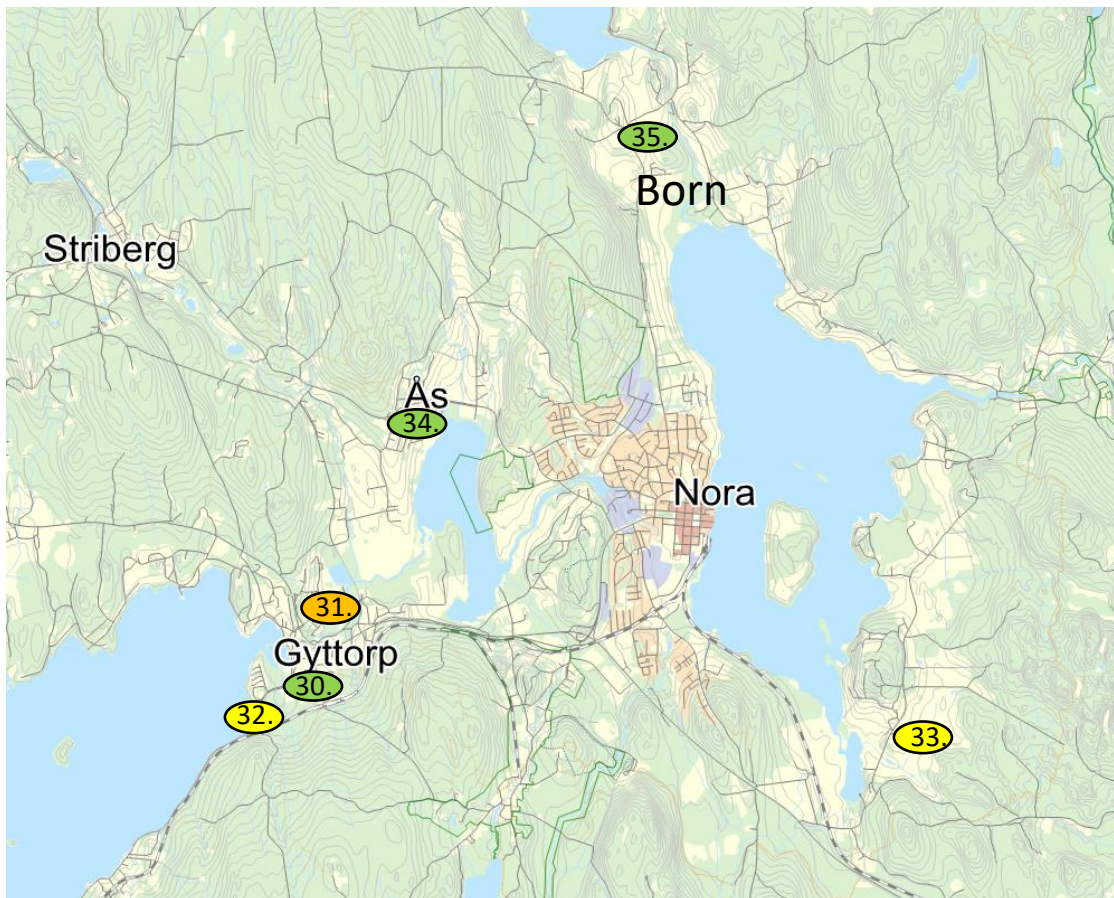 35.
Born
Striberg
Ås
34.
Nora
31.
Gyttorp
30.
32.
33.